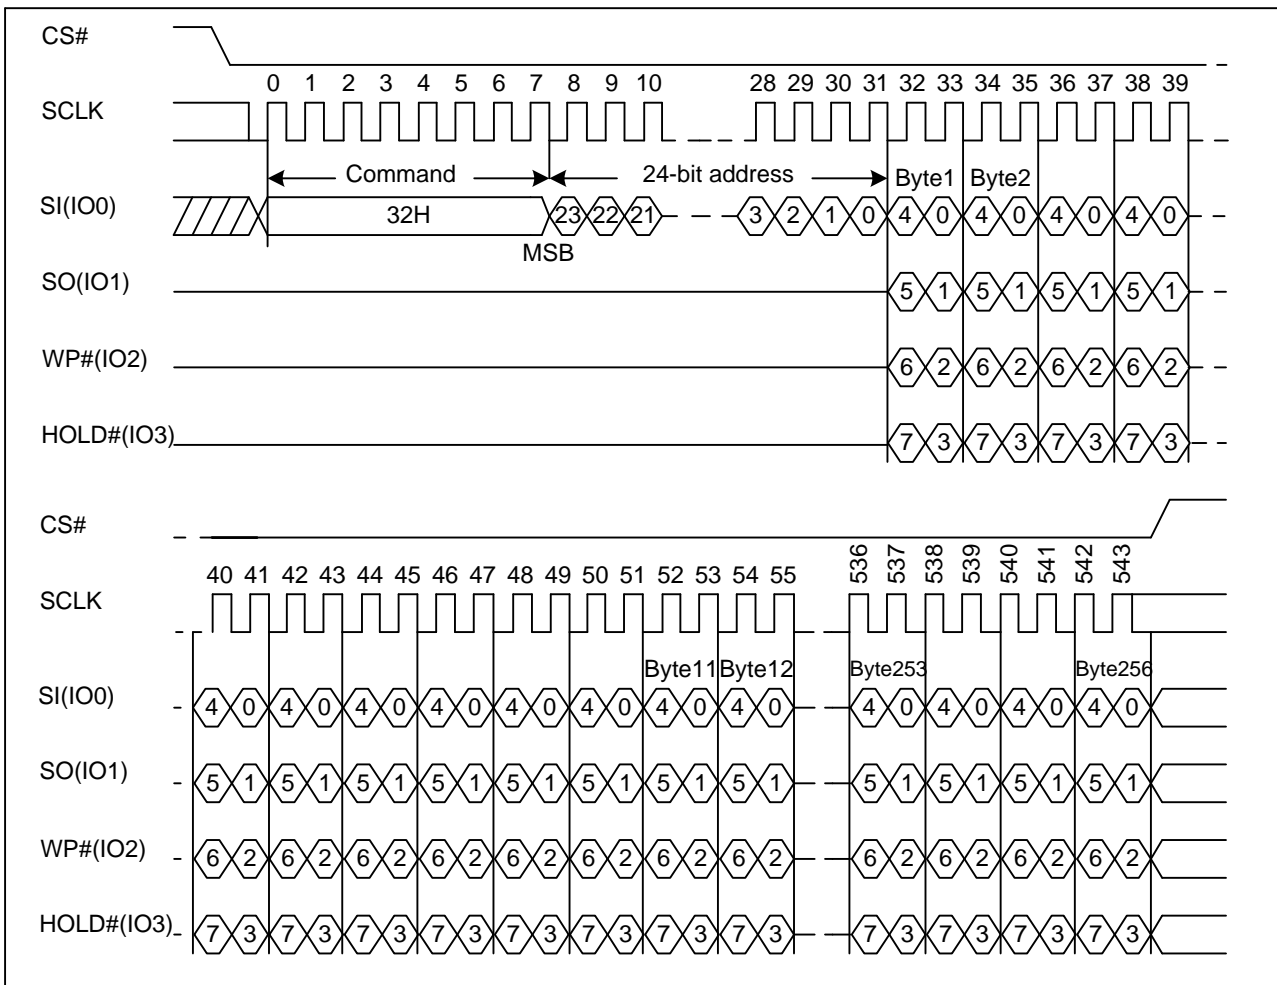 CS#
0 1 2 3 4 5 6 7 8 9 10 28 29 30 31 32 33 34 35 36 37 38 39
SCLK
Command 24-bit address Byte1 Byte2
SI(IO0) 32H 23 22 21 3 2 1 0 4 0 4 0 4 0 4 0
MSB
SO(IO1) 5 1 5 1 5 1 5 1
WP#(IO2) 6 2 6 2 6 2 6 2
HOLD#(IO3) 7 3 7 3 7 3 7 3
CS#
40 41 42 43 44 45 46 47 48 49 50 51 52 53 54 55 536 537 538 539 540 541 542 543
SCLK
Byte11 Byte12 Byte253 Byte256
SI(IO0) 4 0 4 0 4 0 4 0 4 0 4 0 4 0 4 0 4 0 4 0 4 0 4 0
SO(IO1) 5 1 5 1 5 1 5 1 5 1 5 1 5 1 5 1 5 1 5 1 5 1 5 1
WP#(IO2) 6 2 6 2 6 2 6 2 6 2 6 2 6 2 6 2 6 2 6 2 6 2 6 2
HOLD#(IO3) 7 3 7 3 7 3 7 3 7 3 7 3 7 3 7 3 7 3 7 3 7 3 7 3